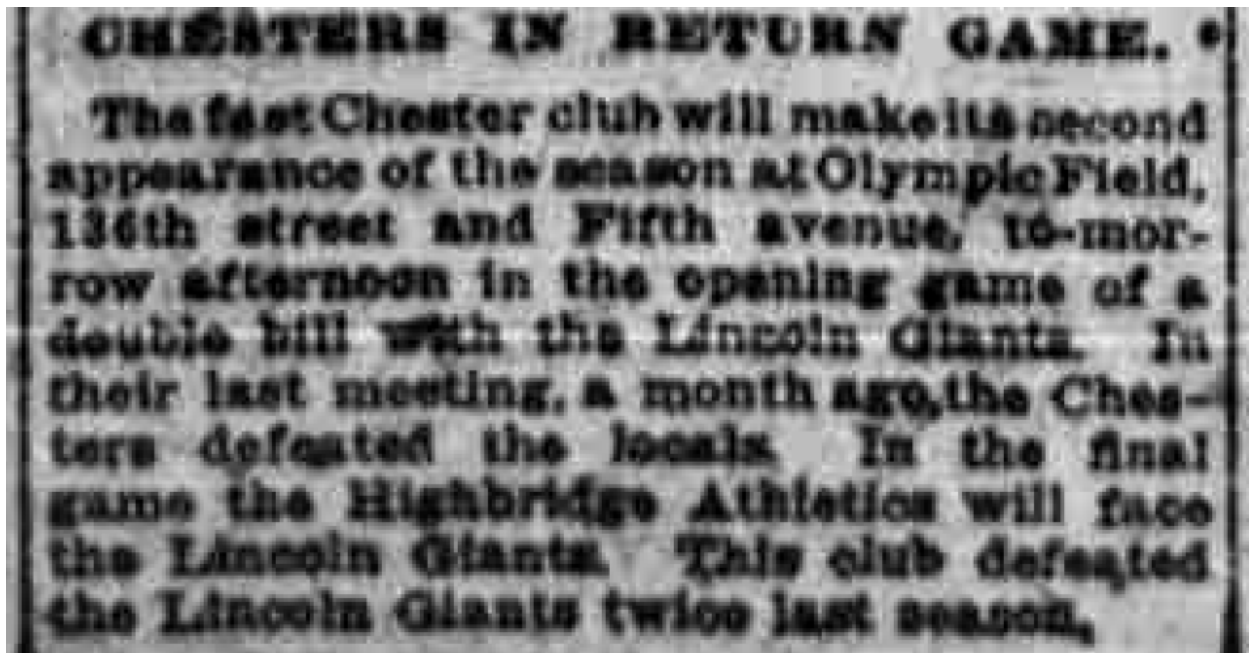 CHESTERS IN RETURN GAME.
The fast Chester club will make its second
appearance of the season at Olympic Field,
136th street and Fifth avenue, to-mor-
row afternoon in the opening game of a
double bill with the Lincoln Giants. In
their last meeting, a month ago, the Ches-
ters defeated the locals. In the final
game the Highbridge Athletics will face
the Lincoln Giants. This club defeated
the Lincoln Giants twice last season.